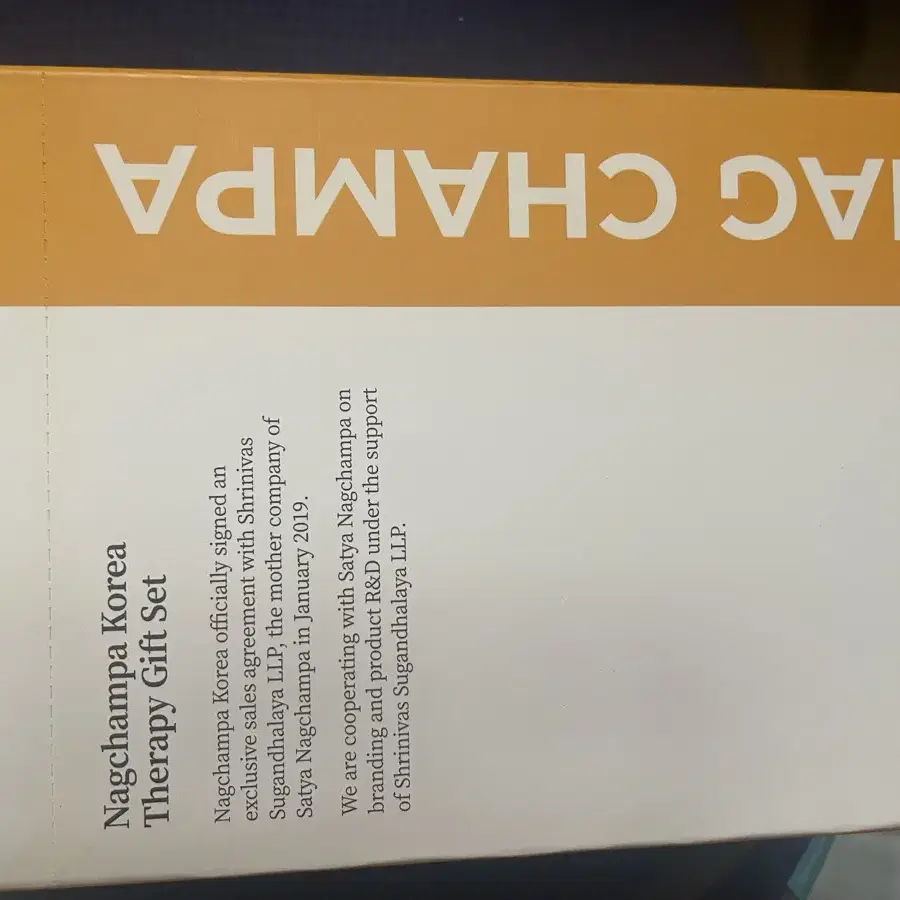 NAG CHAMPA
Nagchampa Korea
Therapy Gift Set
Nagchampa Korea officially signed an
exclusive sales agreement with Shrinivas
Sugandhalaya LLP, the mother company of
Satya Nagchampa in January 2019.
We are cooperating with Satya Nagchampa on
branding and product R&D under the support
of Shrinivas Sugandhalaya LLP.